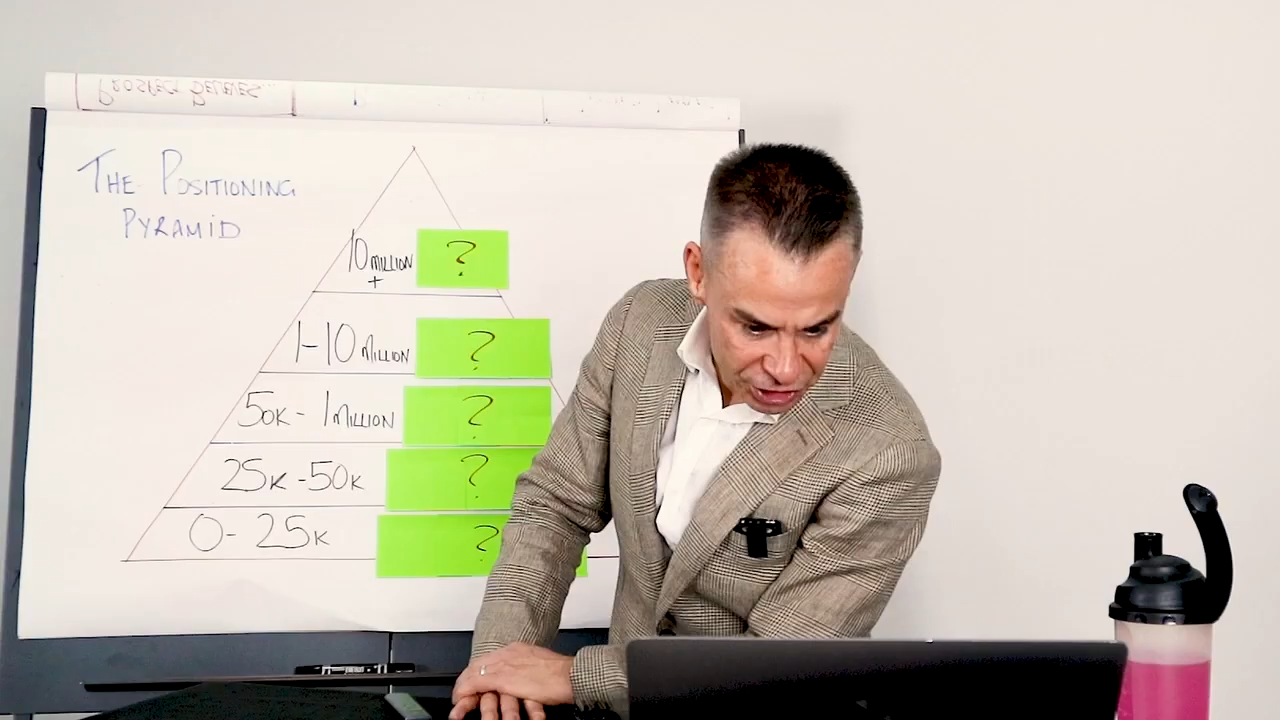 THE POSITIONING
PYRAMID
10 MILLION ?
+
1-10 MILLION ?
50K - 1 MILLION ?
25K - 50K ?
0 - 25K ?